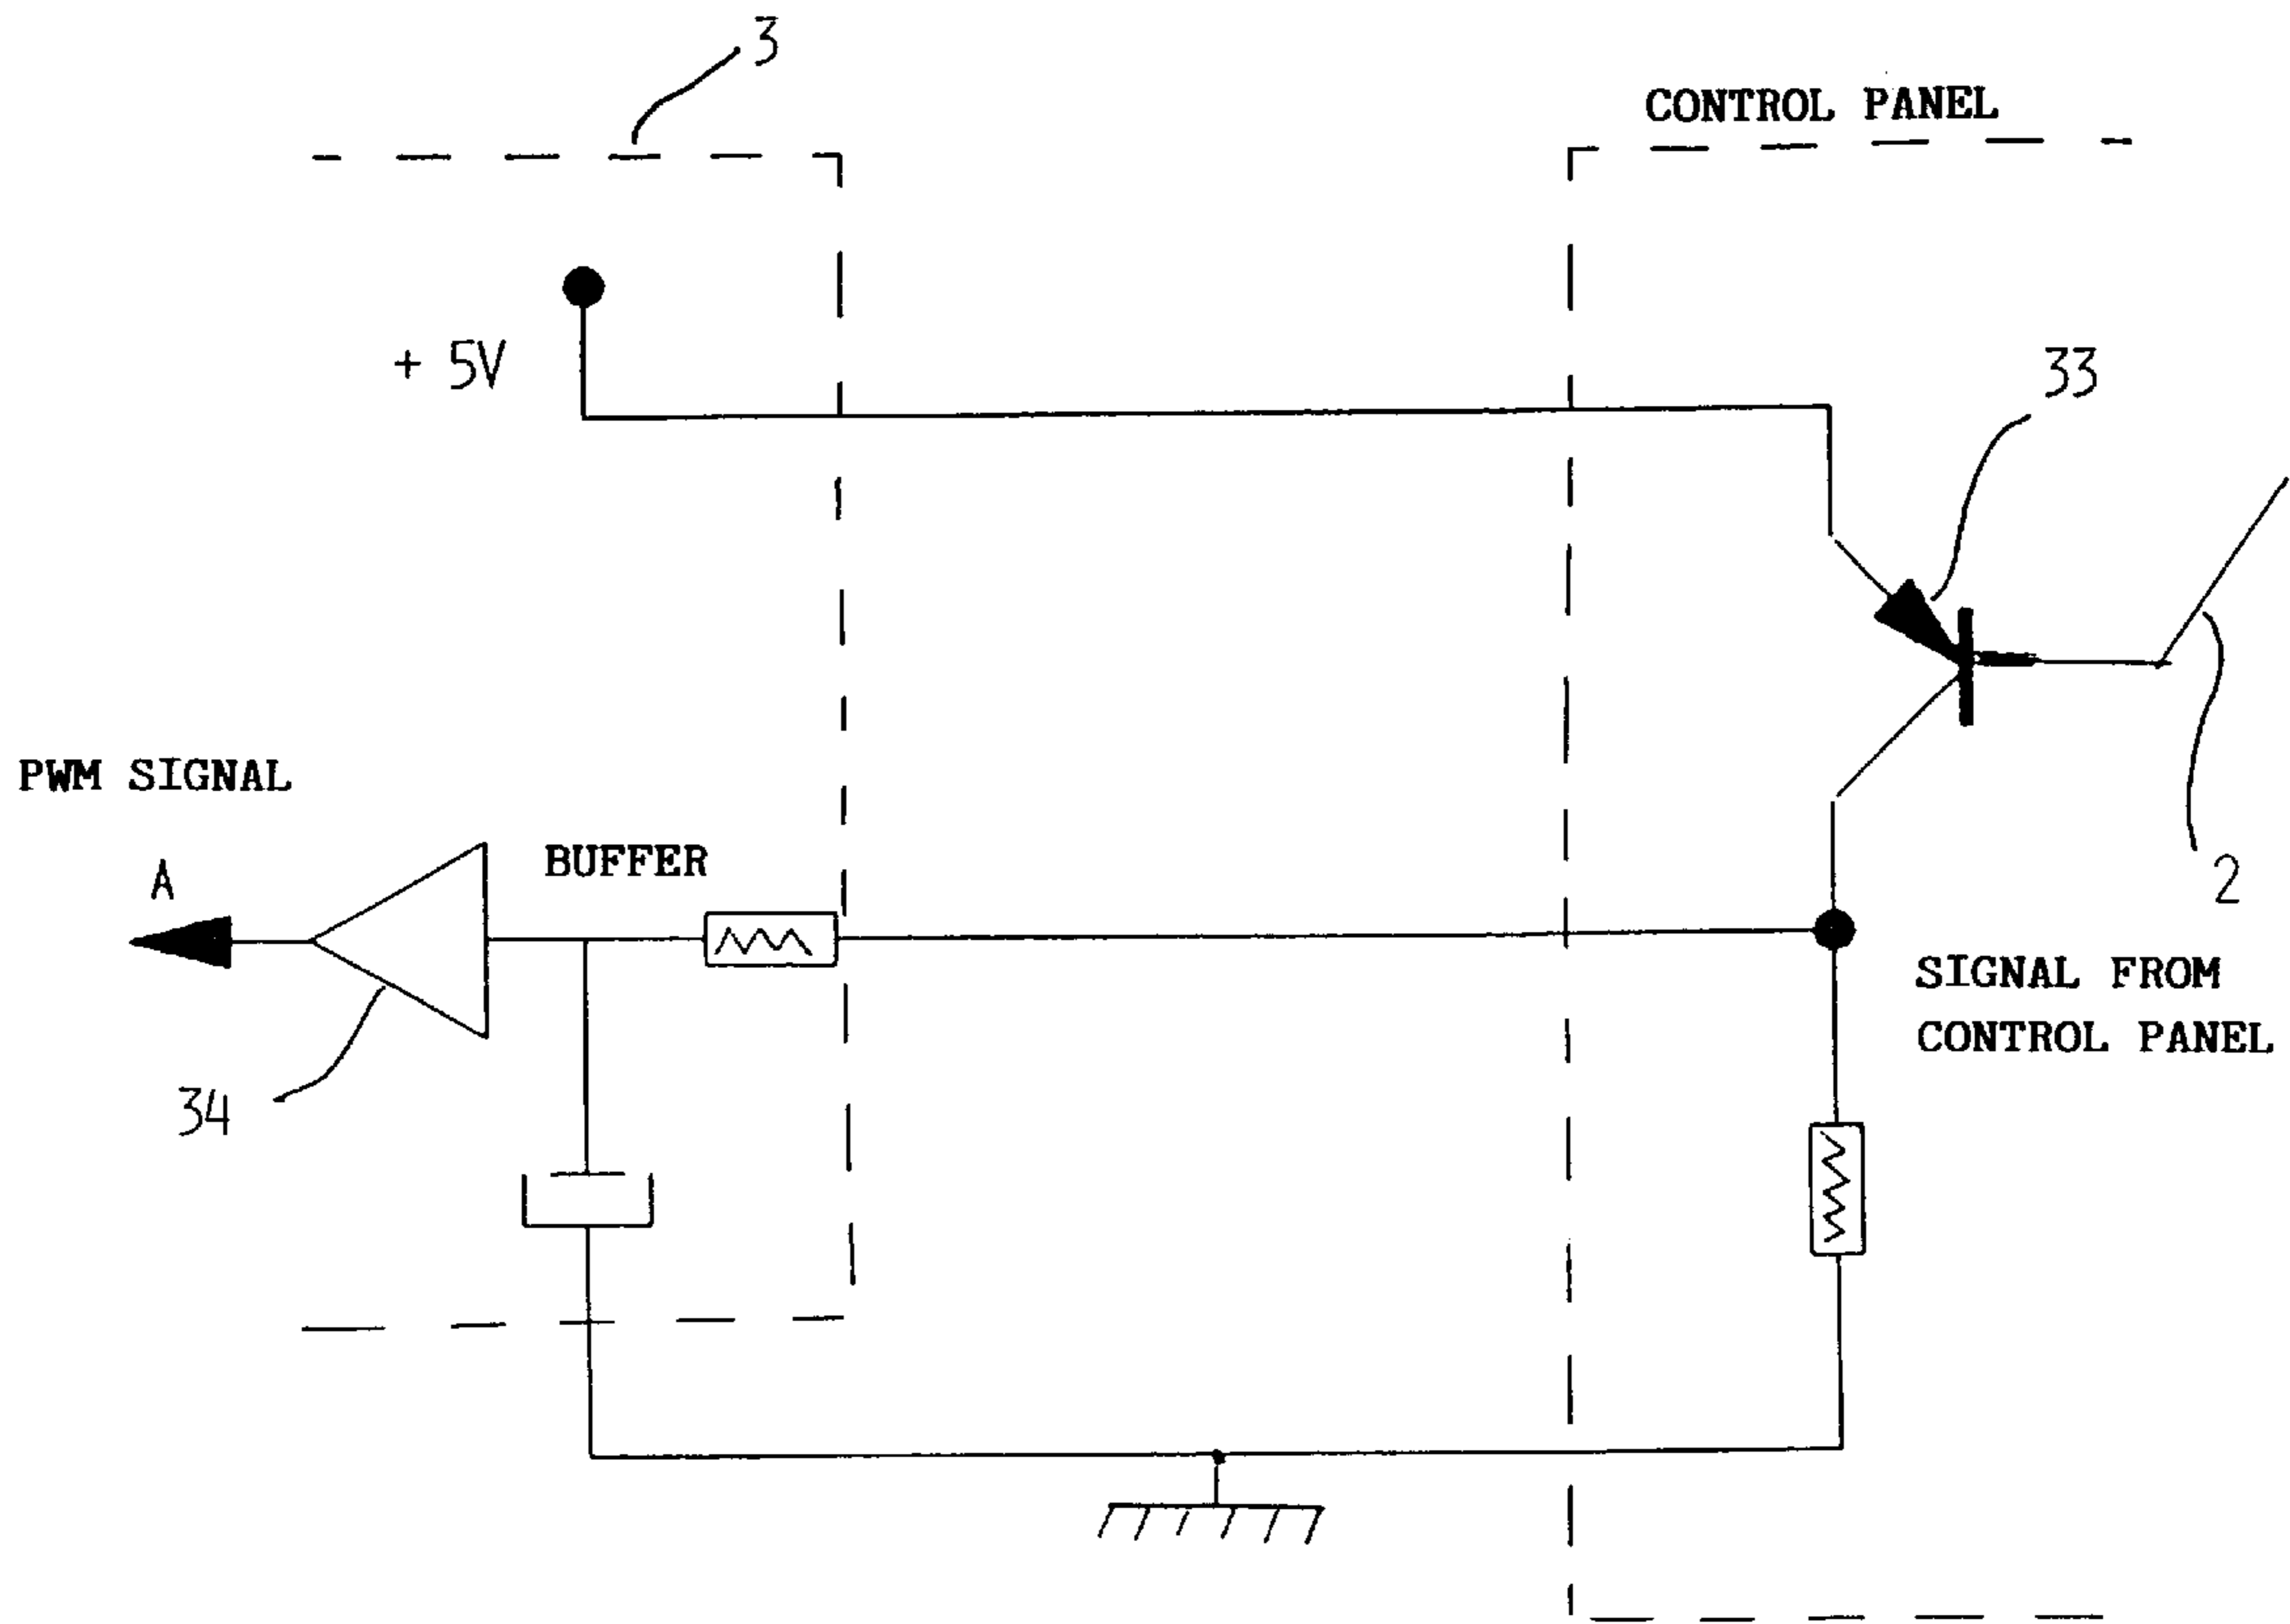 3
CONTROL PANEL
+ 5V
33
PWM SIGNAL
A
BUFFER
2
SIGNAL FROM
CONTROL PANEL
34